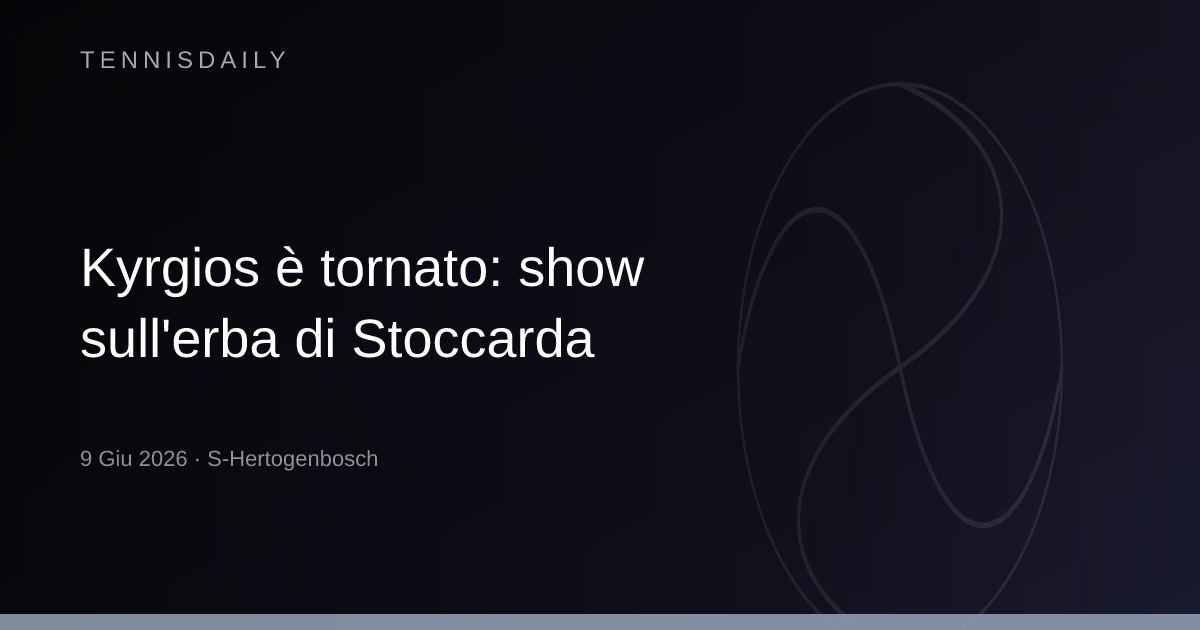 TENNISDAILY
Kyrgios è tornato: show
sull'erba di Stoccarda
9 Giu 2026 · S-Hertogenbosch